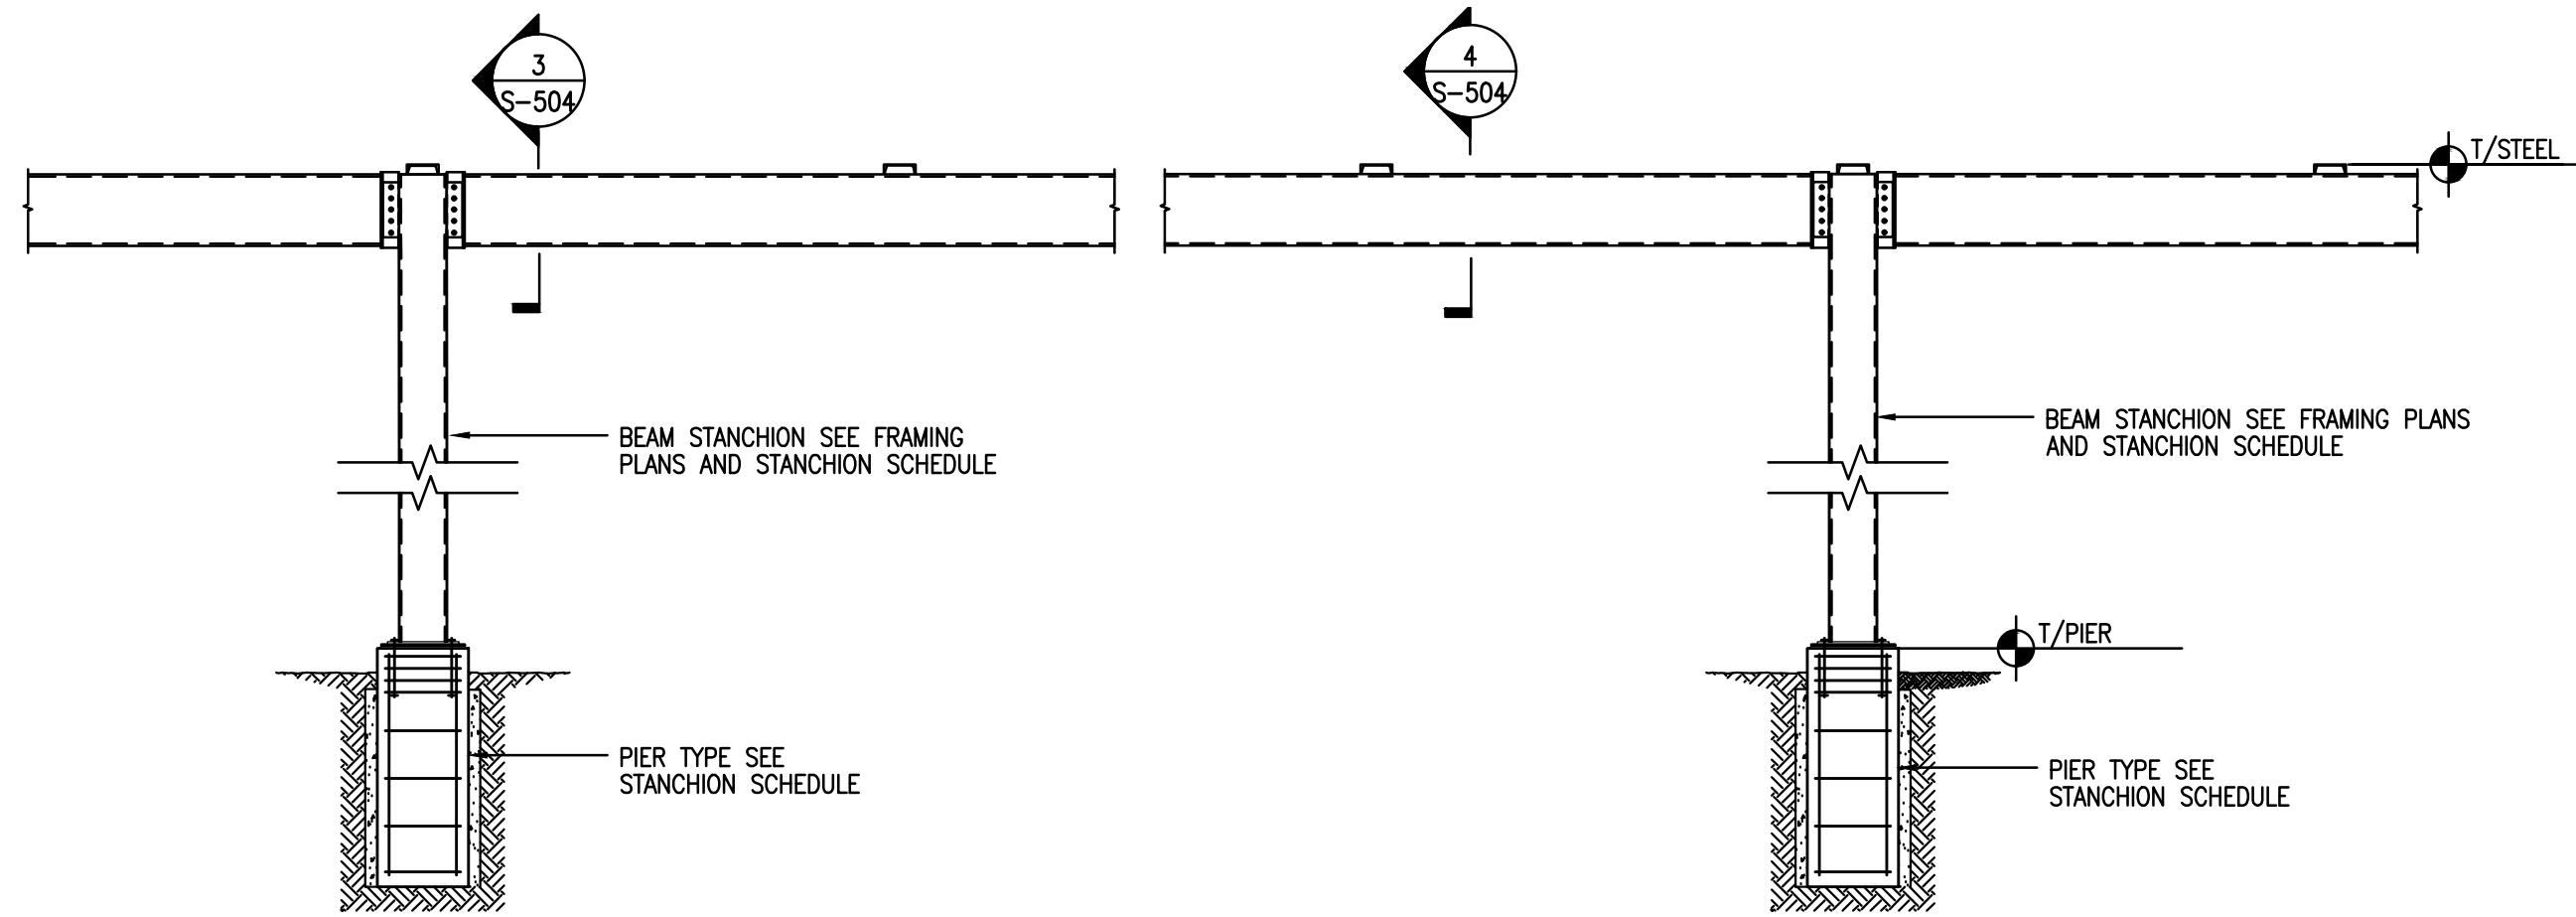 3
S-504
4
S-504
T/STEEL
BEAM STANCHION SEE FRAMING
PLANS AND STANCHION SCHEDULE
BEAM STANCHION SEE FRAMING PLANS
AND STANCHION SCHEDULE
T/PIER
PIER TYPE SEE
STANCHION SCHEDULE
PIER TYPE SEE
STANCHION SCHEDULE